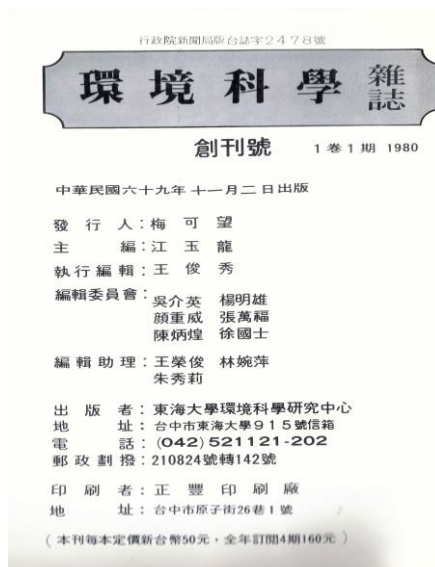 行政院新聞局版台誌字2478號
環境科學雜誌
創刊號 1卷1期 1980
中華民國六十九年十一月二日出版
發行人：梅可望
主編：江玉龍
執行編輯：王俊秀
編輯委員會：吳介英 楊明雄
顏重威 張萬福
陳炳煌 徐國士
編輯助理：王榮俊 林婉萍
朱秀莉
出版者：東海大學環境科學研究中心
地址：台中市東海大學915號信箱
電話：(042)521121-202
郵政劃撥：210824號轉142號
印刷者：正豐印刷廠
地址：台中市原子街26巷1號
（本刊每本定價新台幣50元，全年訂閱4期160元）